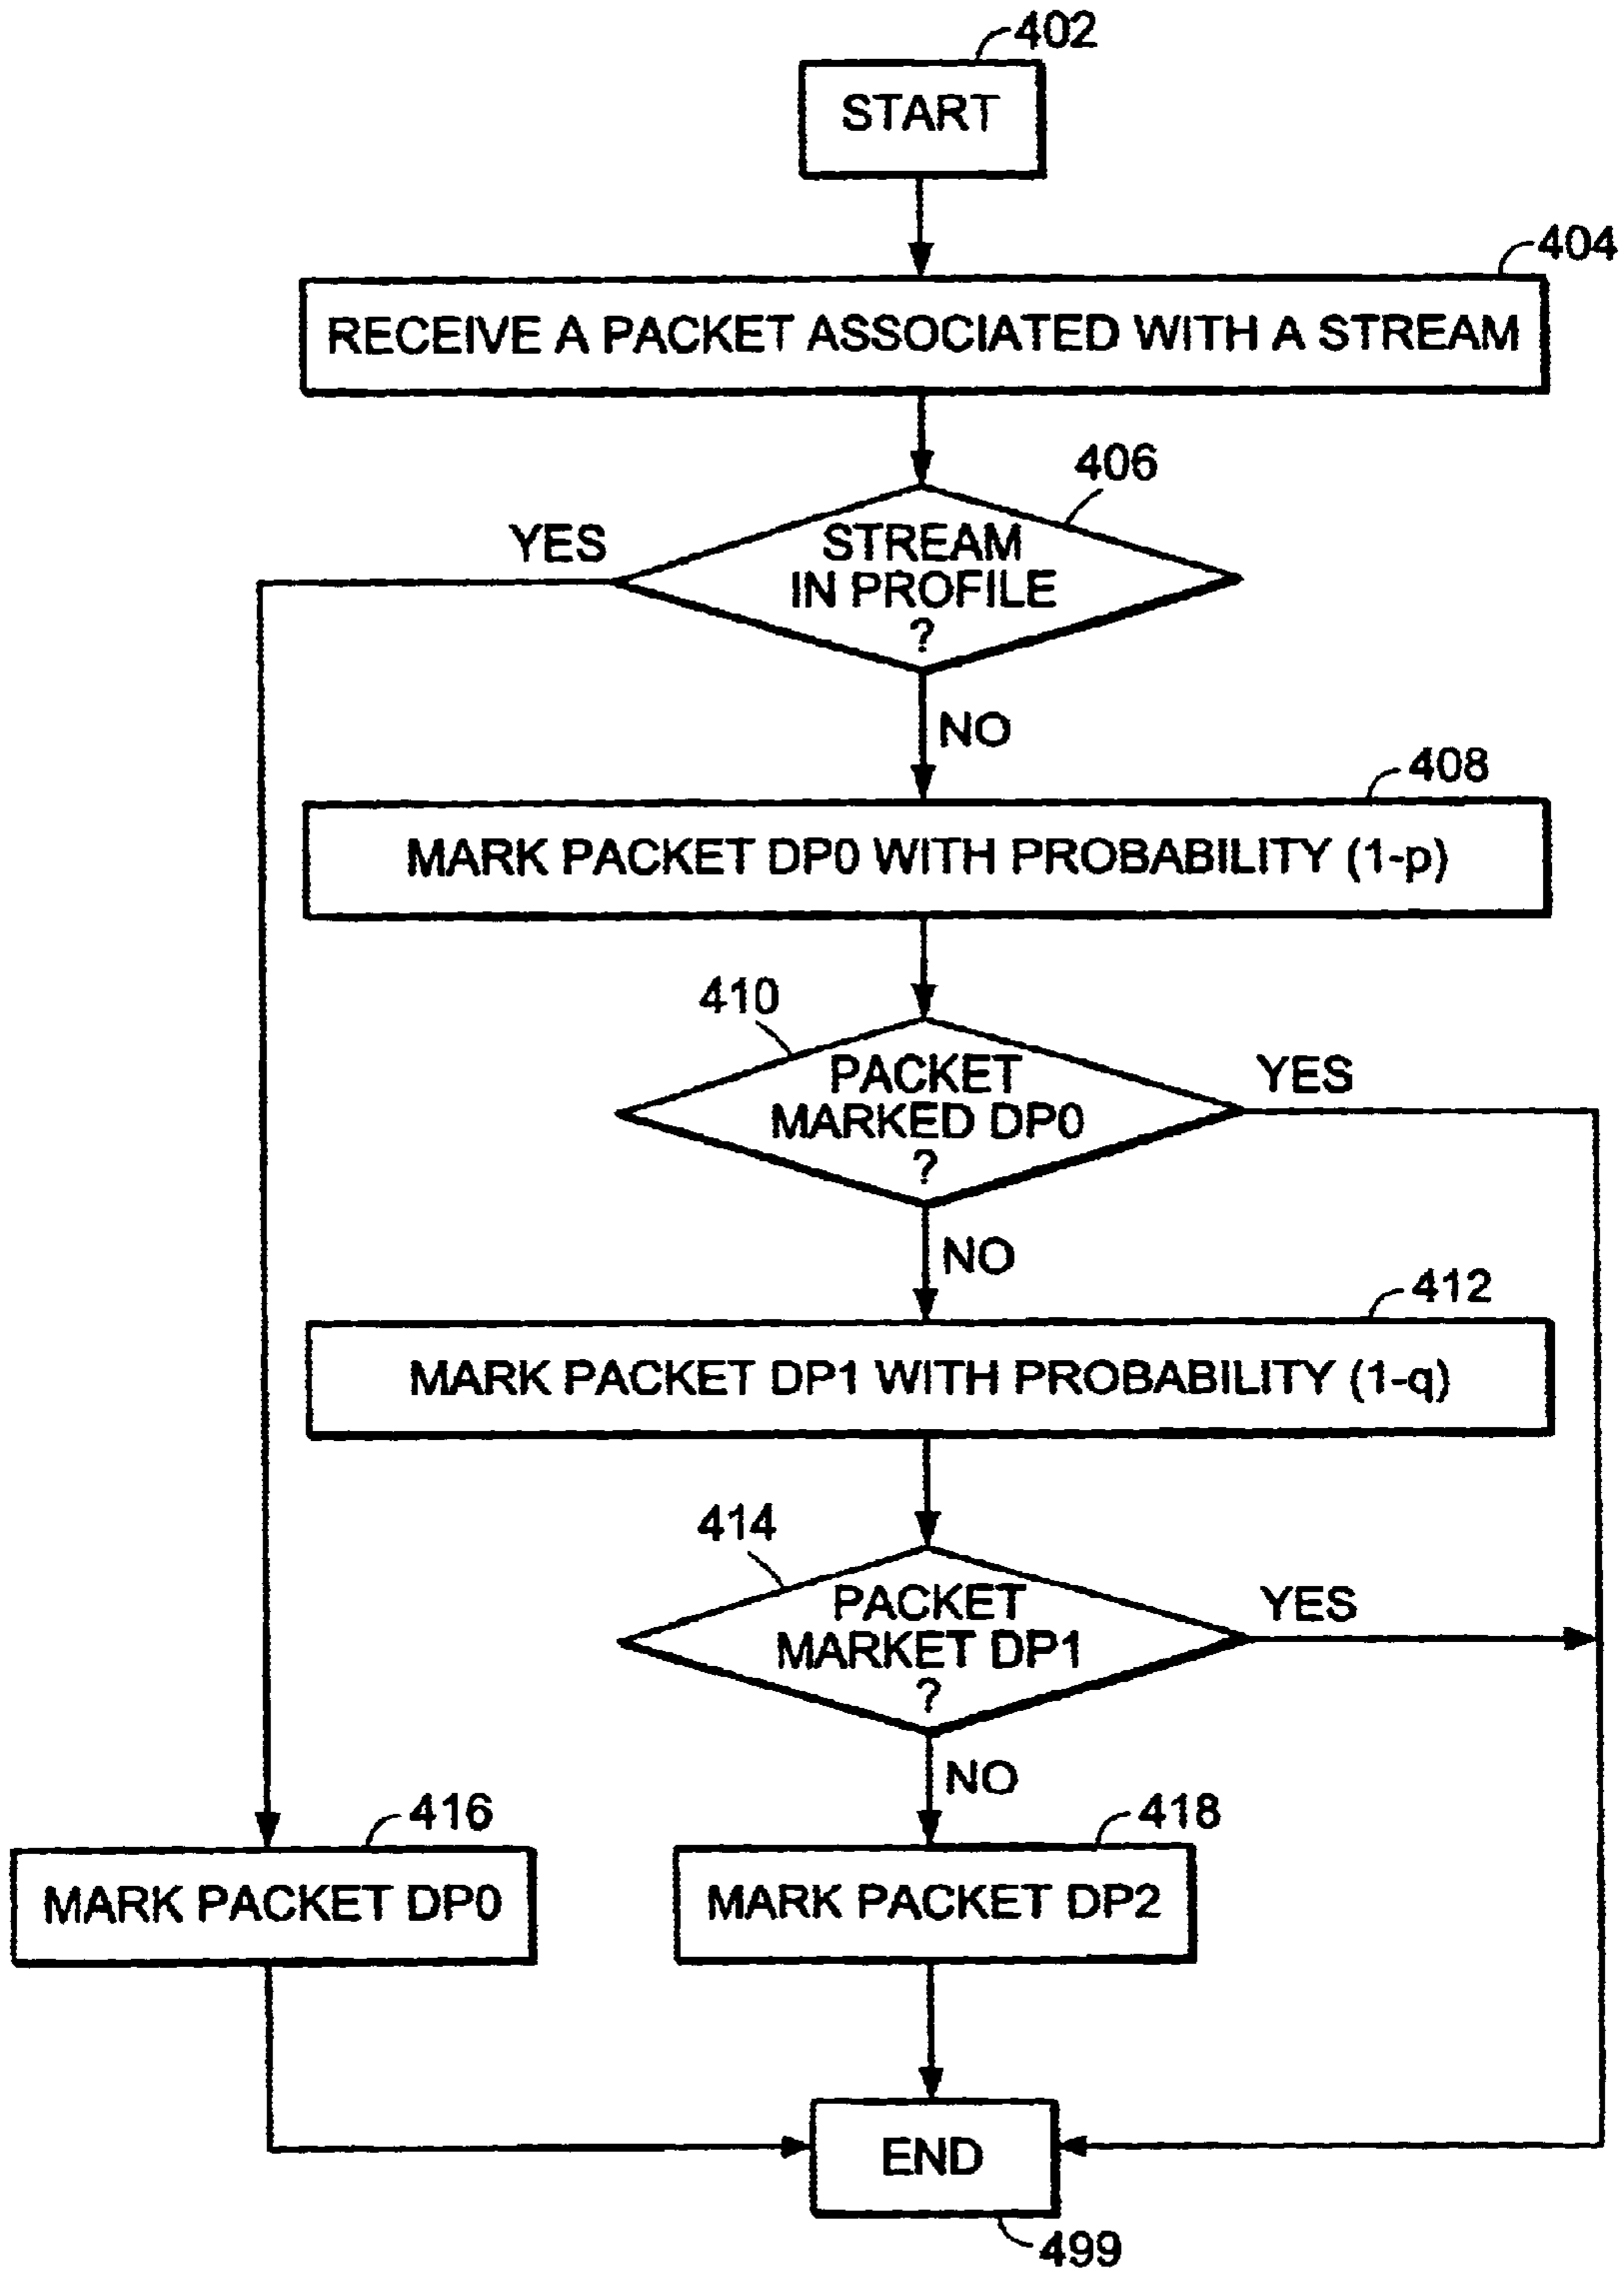 402
START
404
RECEIVE A PACKET ASSOCIATED WITH A STREAM
406
YES
STREAM
IN PROFILE
?
NO
408
MARK PACKET DP0 WITH PROBABILITY (1-p)
410
PACKET
MARKED DP0
?
YES
NO
412
MARK PACKET DP1 WITH PROBABILITY (1-q)
414
PACKET
MARKET DP1
?
YES
NO
416
MARK PACKET DP0
418
MARK PACKET DP2
END
499